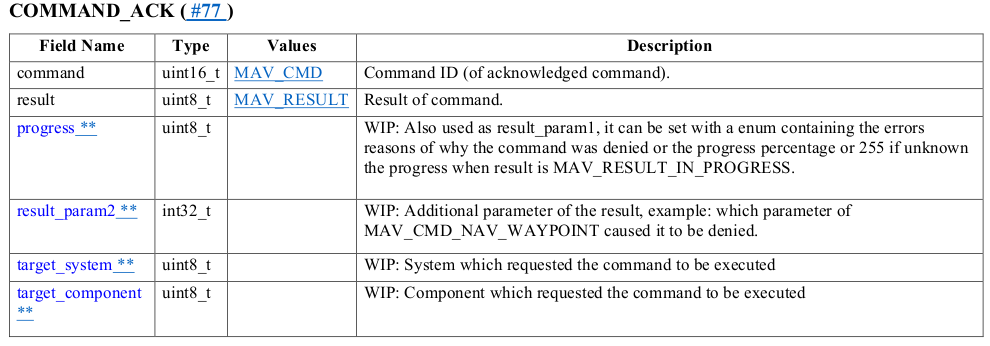 COMMAND_ACK ( #77 )
Field Name Type Values Description
command uint16_t MAV_CMD Command ID (of acknowledged command).
result uint8_t MAV_RESULT Result of command.
progress ** uint8_t WIP: Also used as result_param1, it can be set with a enum containing the errors
reasons of why the command was denied or the progress percentage or 255 if unknown
the progress when result is MAV_RESULT_IN_PROGRESS.
result_param2 ** int32_t WIP: Additional parameter of the result, example: which parameter of
MAV_CMD_NAV_WAYPOINT caused it to be denied.
target_system ** uint8_t WIP: System which requested the command to be executed
target_component uint8_t WIP: Component which requested the command to be executed
**